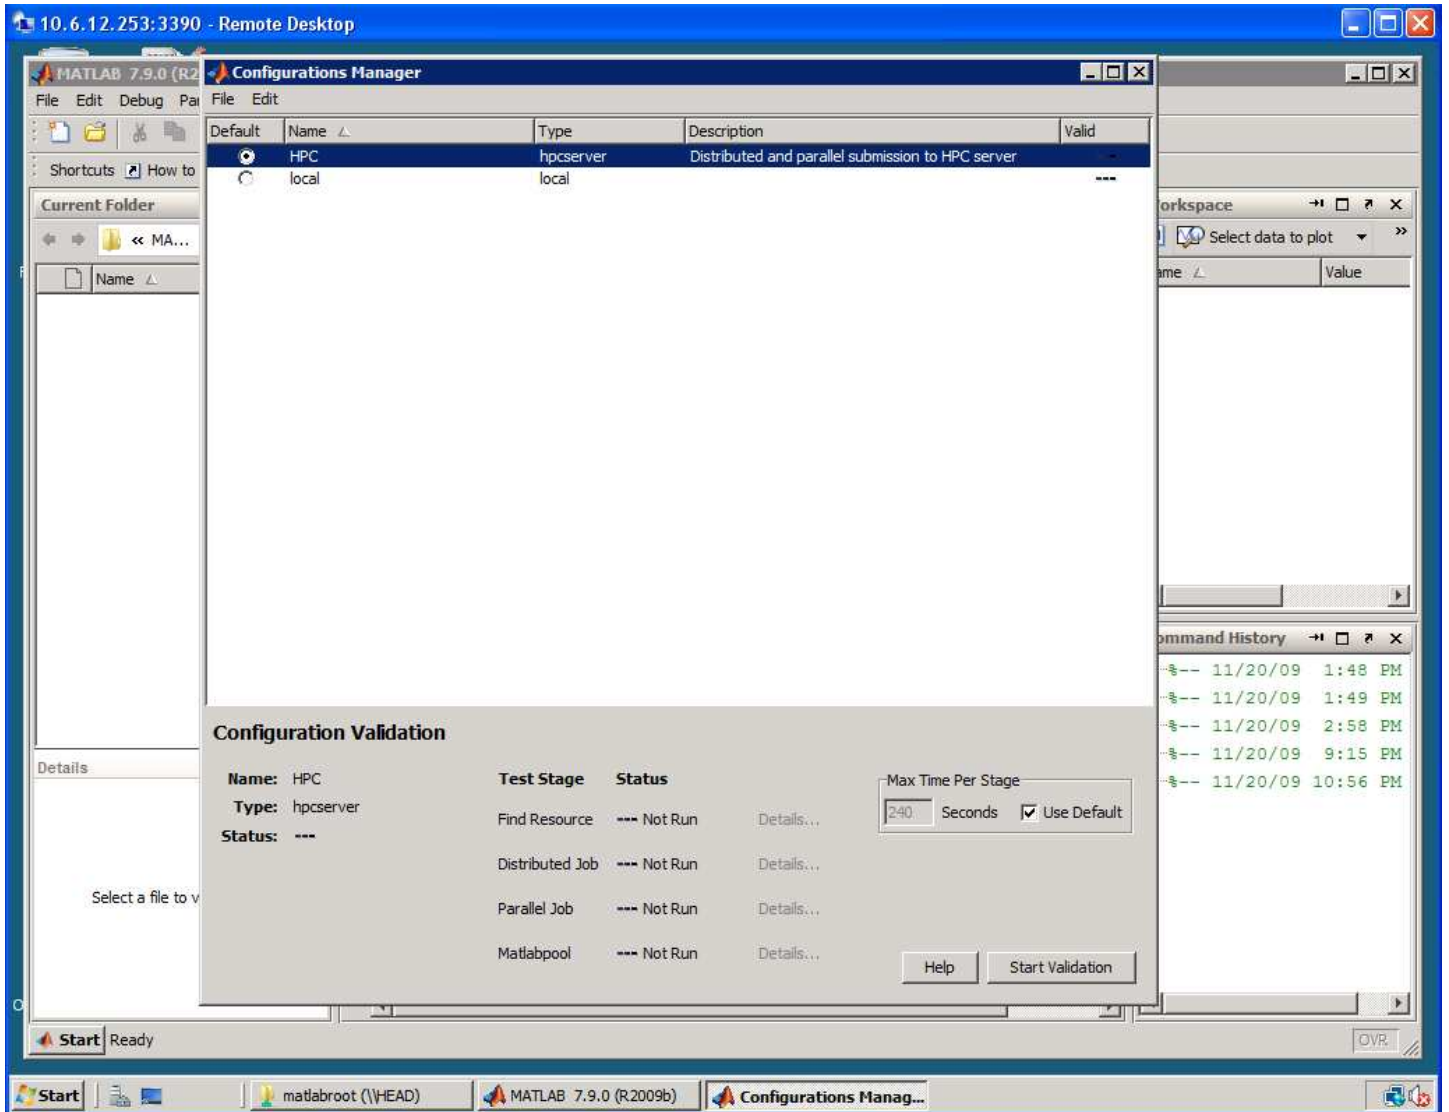 10.6.12.253:3390 - Remote Desktop
MATLAB 7.9.0 (R2
Configurations Manager
File Edit Debug Pa
File Edit
Default Name Type Description Valid
HPC hpcserver Distributed and parallel submission to HPC server
local local ---
Shortcuts How to
Current Folder
« MA...
Name
orkspace
Select data to plot »
ame Value
ommand History
%-- 11/20/09 1:48 PM
%-- 11/20/09 1:49 PM
%-- 11/20/09 2:58 PM
%-- 11/20/09 9:15 PM
%-- 11/20/09 10:56 PM
Details
Select a file to v
Configuration Validation
Name: HPC
Type: hpcserver
Status: ---
Test Stage Status
Find Resource --- Not Run Details...
Distributed Job --- Not Run Details...
Parallel Job --- Not Run Details...
Matlabpool --- Not Run Details...
Max Time Per Stage
240 Seconds Use Default
Help Start Validation
Start Ready
OVR
Start matlabroot (\\HEAD) MATLAB 7.9.0 (R2009b) Configurations Manag...